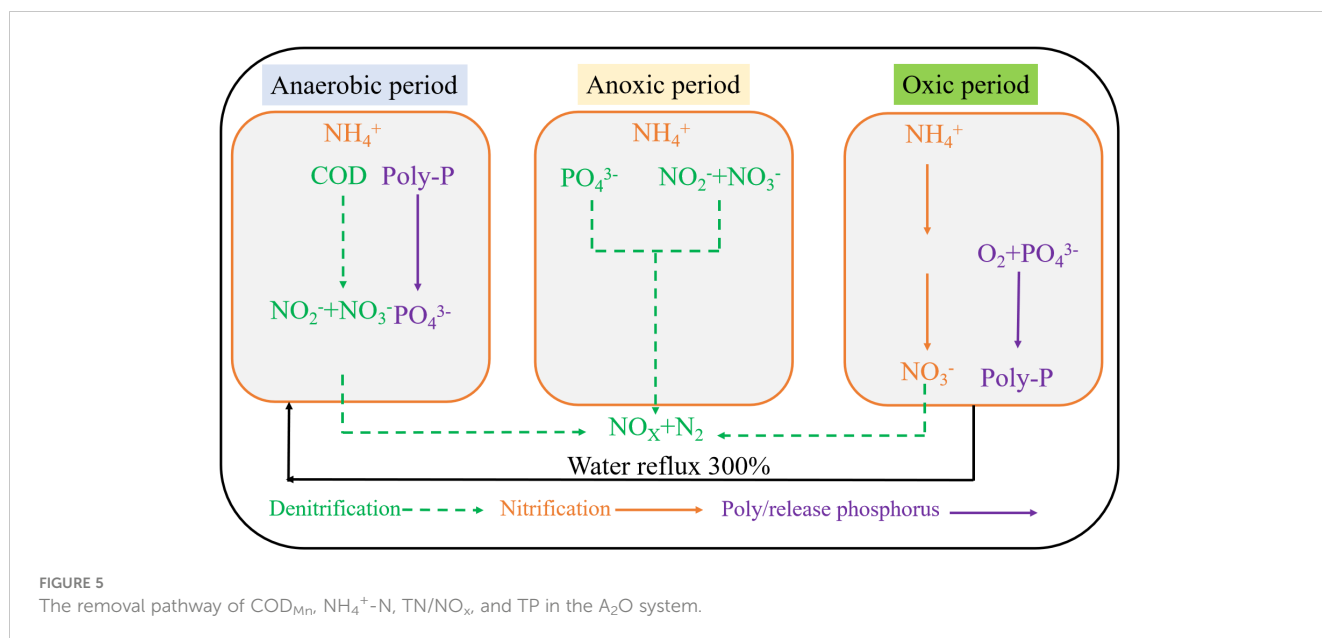 Anaerobic period
Anoxic period
Oxic period
NH₄⁺
COD Poly-P
NO₂⁻+NO₃⁻ PO₄³⁻
NH₄⁺
PO₄³⁻ NO₂⁻+NO₃⁻
NH₄⁺
O₂+PO₄³⁻
NO₃⁻ Poly-P
NOX+N₂
Water reflux 300%
Denitrification
Nitrification
Poly/release phosphorus
FIGURE 5
The removal pathway of CODMn, NH₄⁺-N, TN/NOₓ, and TP in the A₂O system.